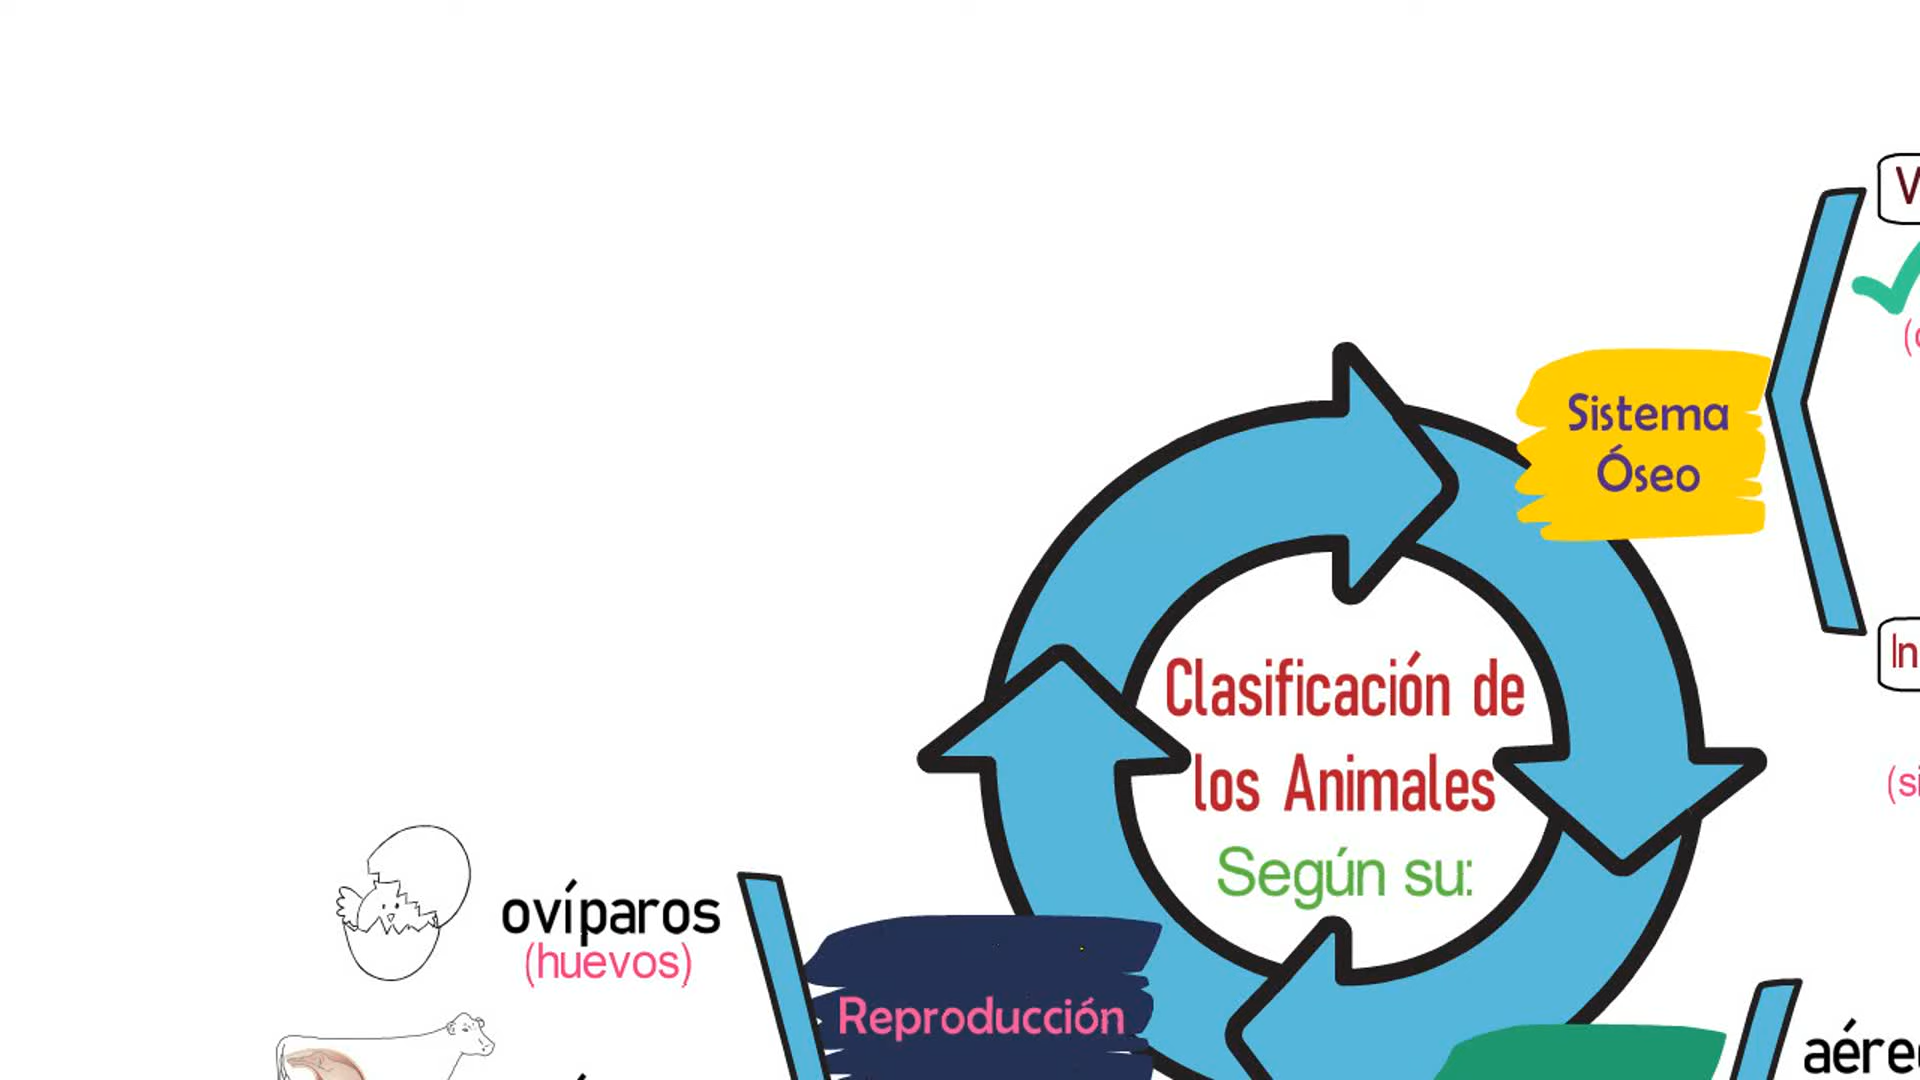 Sistema
Óseo
Clasificación de
los Animales
Según su:
ovíparos
(huevos)
Reproducción